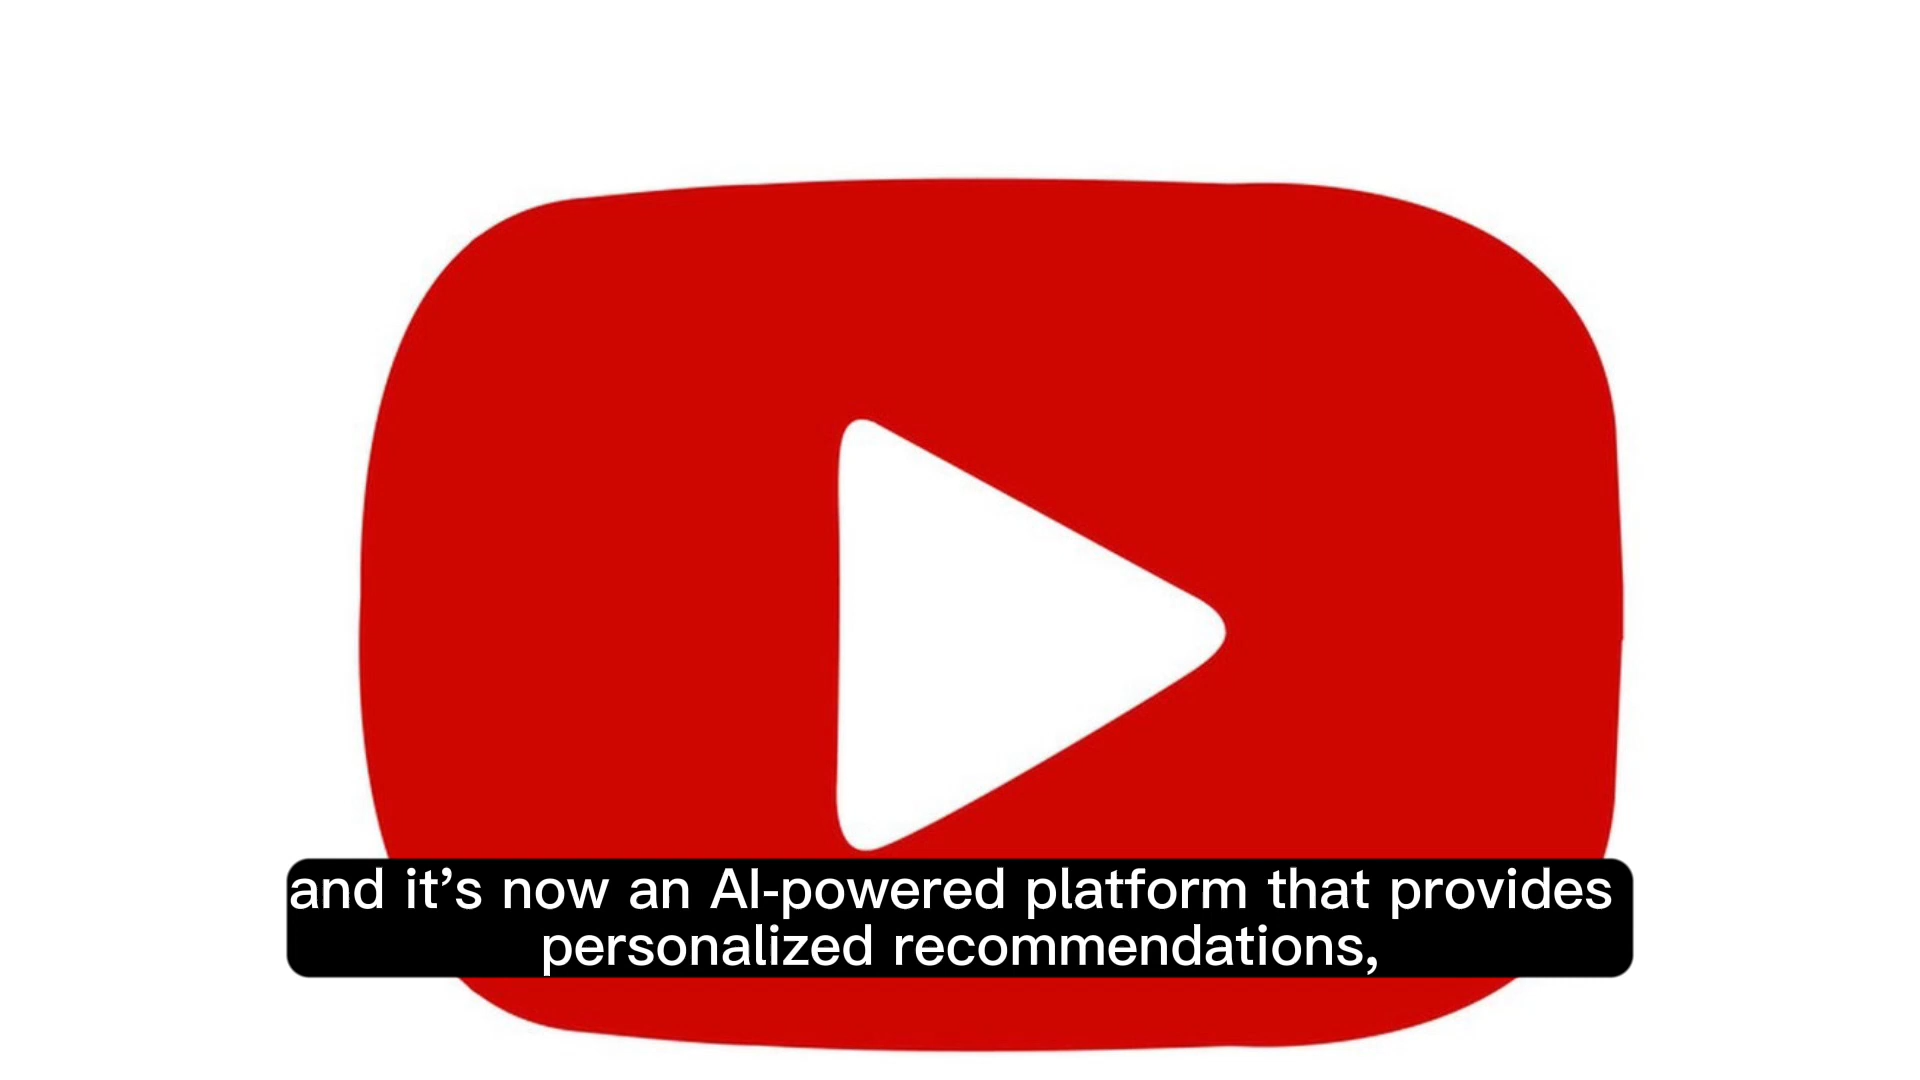 and it’s now an AI-powered platform that provides
personalized recommendations,